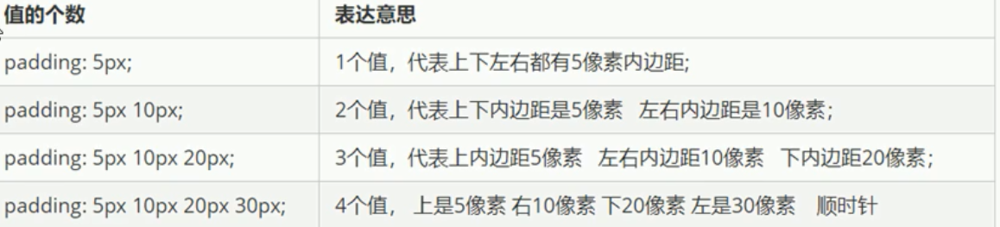 值的个数 表达意思
padding: 5px; 1个值，代表上下左右都有5像素内边距;
padding: 5px 10px; 2个值，代表上下内边距是5像素 左右内边距是10像素；
padding: 5px 10px 20px; 3个值，代表上内边距5像素 左右内边距10像素 下内边距20像素；
padding: 5px 10px 20px 30px; 4个值， 上是5像素 右10像素 下20像素 左是30像素 顺时针